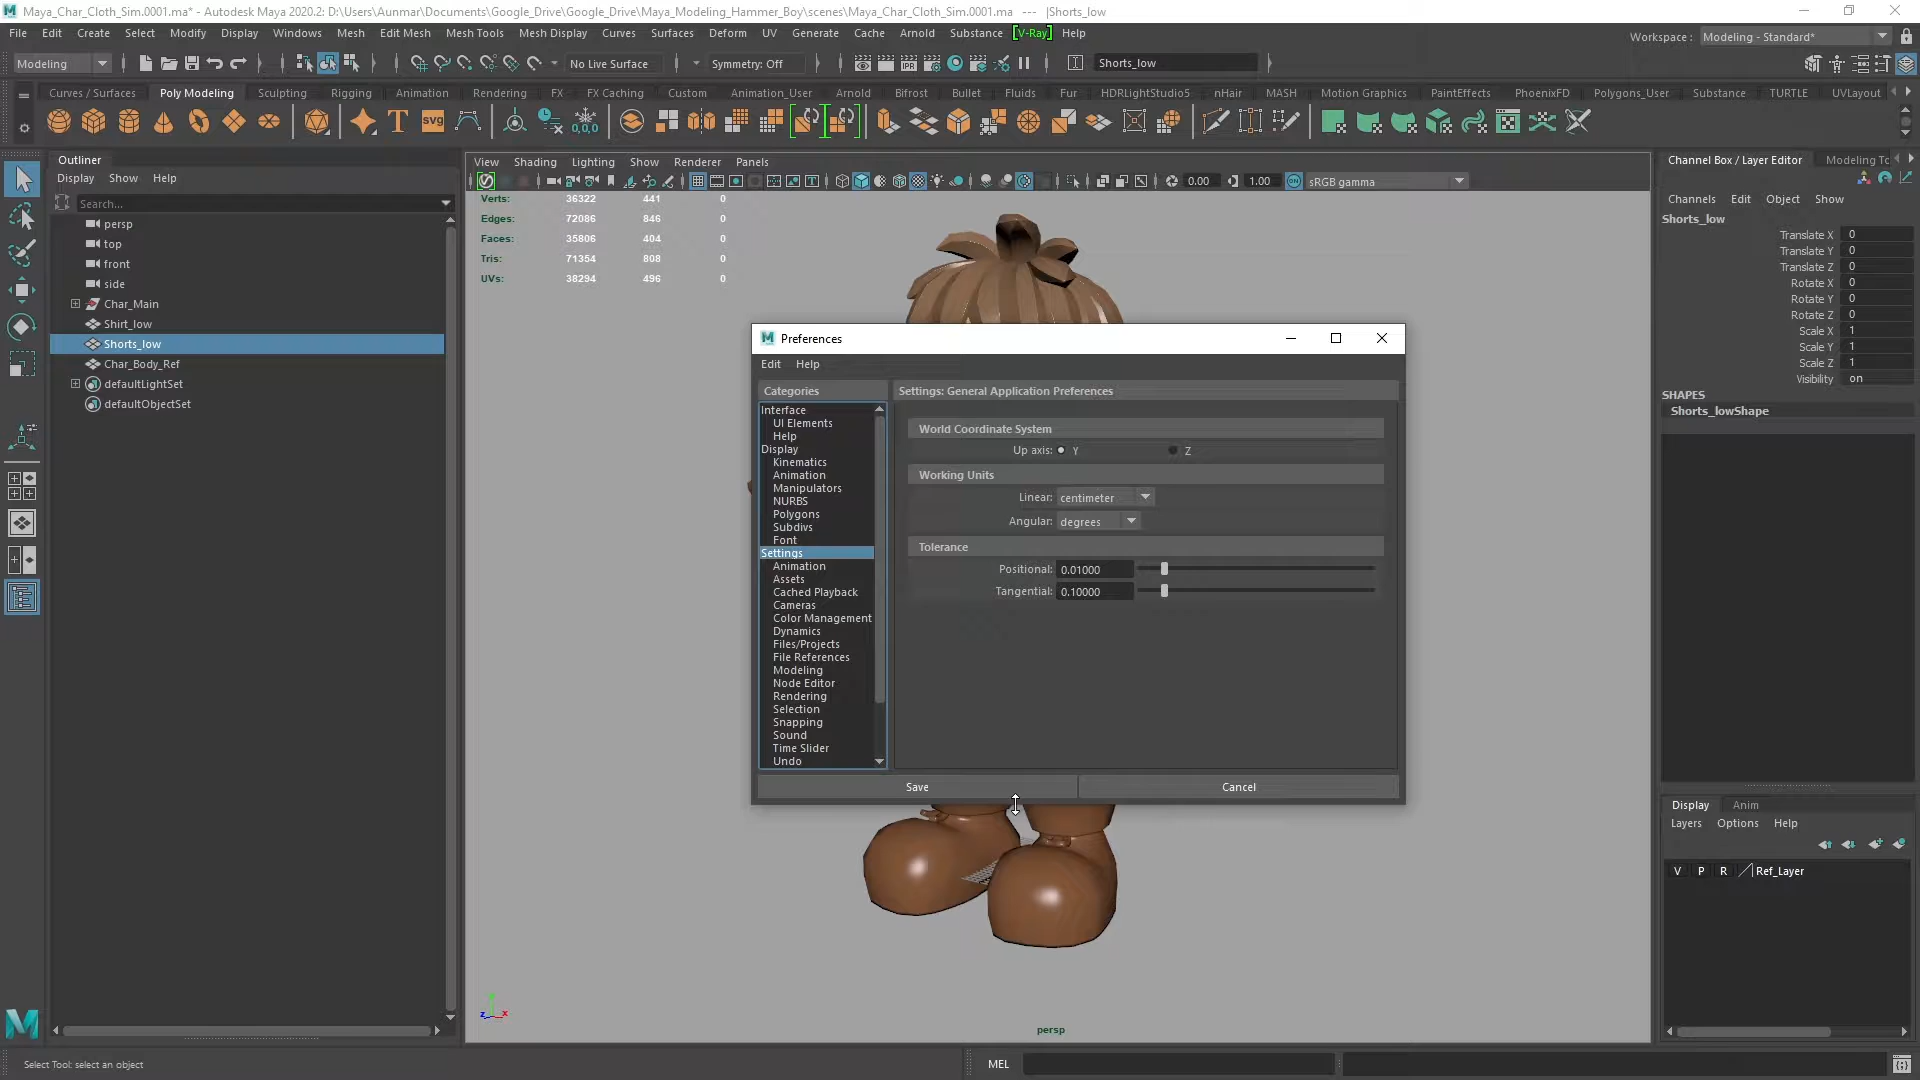 Maya_Char_Cloth_Sim.0001.ma* - Autodesk Maya 2020.2: D:\Users\Aunmar\Documents\Google_Drive\Google_Drive\Maya_Modeling_Hammer_Boy\scenes\Maya_Char_Cloth_Sim.0001.ma --- |Shorts_low
File Edit Create Select Modify Display Windows Mesh Edit Mesh Mesh Tools Mesh Display Curves Surfaces Deform UV Generate Cache Arnold Substance [V-Ray] Help
Workspace : Modeling - Standard*
Modeling No Live Surface Symmetry: Off Shorts_low
Curves / Surfaces Poly Modeling Sculpting Rigging Animation Rendering FX FX Caching Custom Animation_User Arnold Bifrost Bullet Fluids Fur HDRLightStudio5 nHair MASH Motion Graphics PaintEffects PhoenixFD Polygons_User Substance TURTLE UVLayout
SVG 0,0,0 IPR
Outliner
Display Show Help
Search...
persp
top
front
side
Char_Main
Shirt_low
Shorts_low
Char_Body_Ref
defaultLightSet
defaultObjectSet
View Shading Lighting Show Renderer Panels
0.00 1.00 ON sRGB gamma
Verts: 36322 441 0
Edges: 72086 846 0
Faces: 35806 404 0
Tris: 71354 808 0
UVs: 38294 496 0
Preferences
Edit Help
Categories
Interface
UI Elements
Help
Display
Kinematics
Animation
Manipulators
NURBS
Polygons
Subdivs
Font
Settings
Animation
Assets
Cached Playback
Cameras
Color Management
Dynamics
Files/Projects
File References
Modeling
Node Editor
Rendering
Selection
Snapping
Sound
Time Slider
Undo
Settings: General Application Preferences
World Coordinate System
Up axis: Y Z
Working Units
Linear: centimeter
Angular: degrees
Tolerance
Positional: 0.01000
Tangential: 0.10000
Save Cancel
z x
persp
Channel Box / Layer Editor Modeling To
Channels Edit Object Show
Shorts_low
Translate X 0
Translate Y 0
Translate Z 0
Rotate X 0
Rotate Y 0
Rotate Z 0
Scale X 1
Scale Y 1
Scale Z 1
Visibility on
SHAPES
Shorts_lowShape
Display Anim
Layers Options Help
V P R Ref_Layer
Select Tool: select an object
MEL